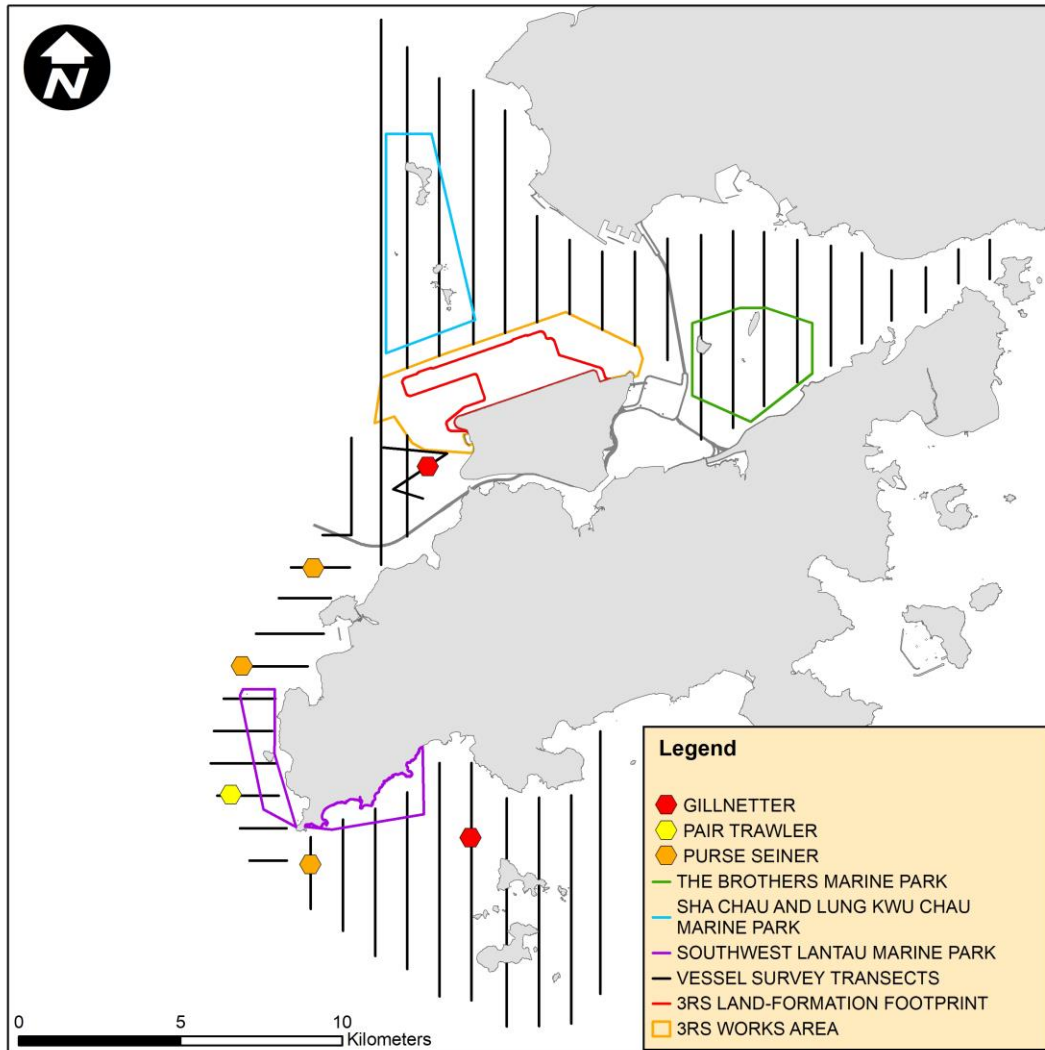 N
Legend
GILLNETTER
PAIR TRAWLER
PURSE SEINER
THE BROTHERS MARINE PARK
SHA CHAU AND LUNG KWU CHAU
MARINE PARK
SOUTHWEST LANTAU MARINE PARK
VESSEL SURVEY TRANSECTS
3RS LAND-FORMATION FOOTPRINT
3RS WORKS AREA
0 5 10
Kilometers